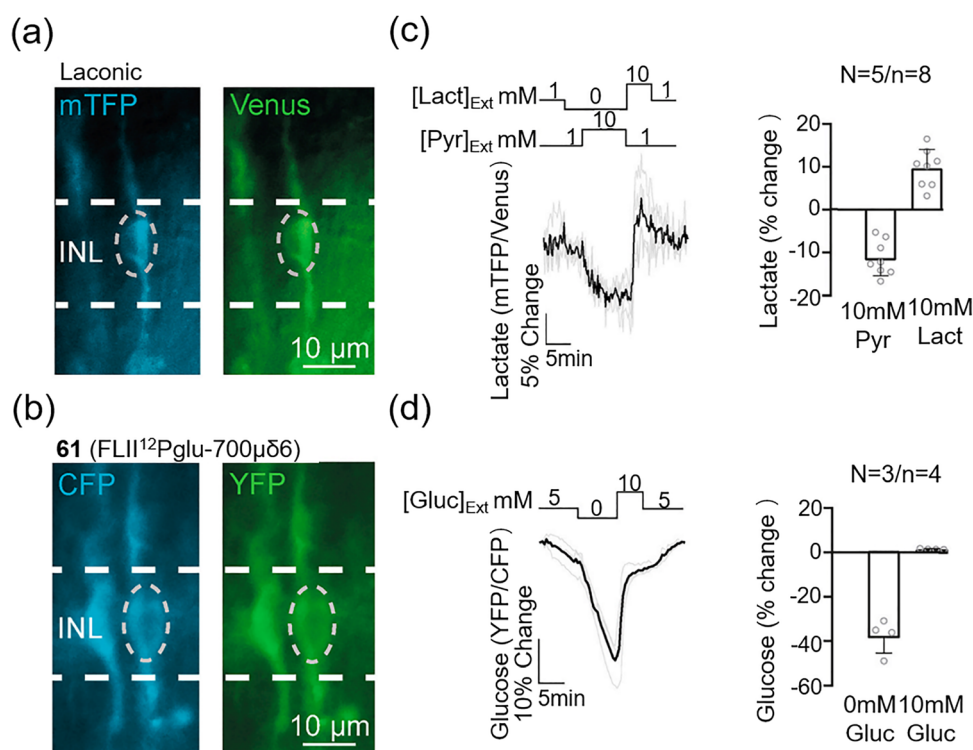 (a)
Laconic
mTFP
Venus
INL
10 µm
(b)
61 (FLII¹²Pglu-700µδ6)
CFP
YFP
INL
10 µm
(c)
[Lact]Ext mM
1
0
10
1
[Pyr]Ext mM
1
10
1
Lactate (mTFP/Venus)
5% Change
5min
N=5/n=8
Lactate (% change)
20
10
0
-10
-20
10mM
Pyr
10mM
Lact
(d)
[Gluc]Ext mM
5
0
10
5
Glucose (YFP/CFP)
10% Change
5min
N=3/n=4
Glucose (% change)
20
0
-20
-40
-60
0mM
Gluc
10mM
Gluc